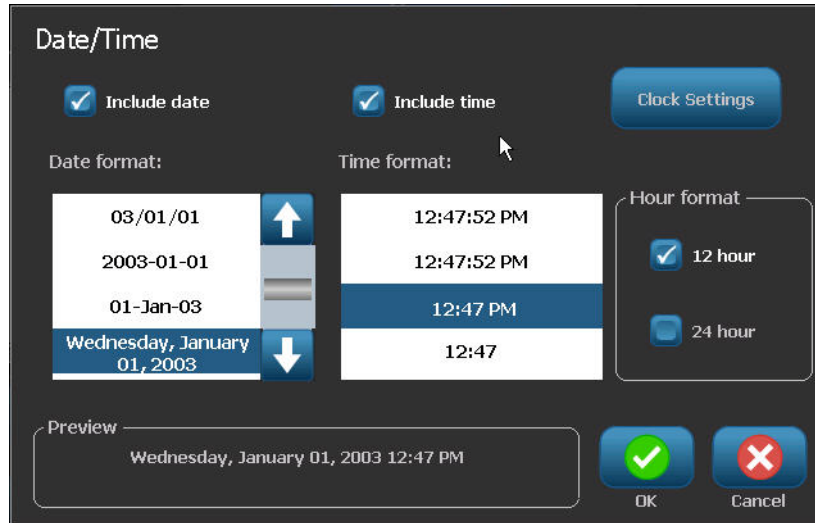 Date/Time
Include date
Include time
Clock Settings
Date format:
Time format:
Hour format
03/01/01
2003-01-01
01-Jan-03
Wednesday, January
01, 2003
12:47:52 PM
12:47:52 PM
12:47 PM
12:47
12 hour
24 hour
Preview
Wednesday, January 01, 2003 12:47 PM
OK
Cancel